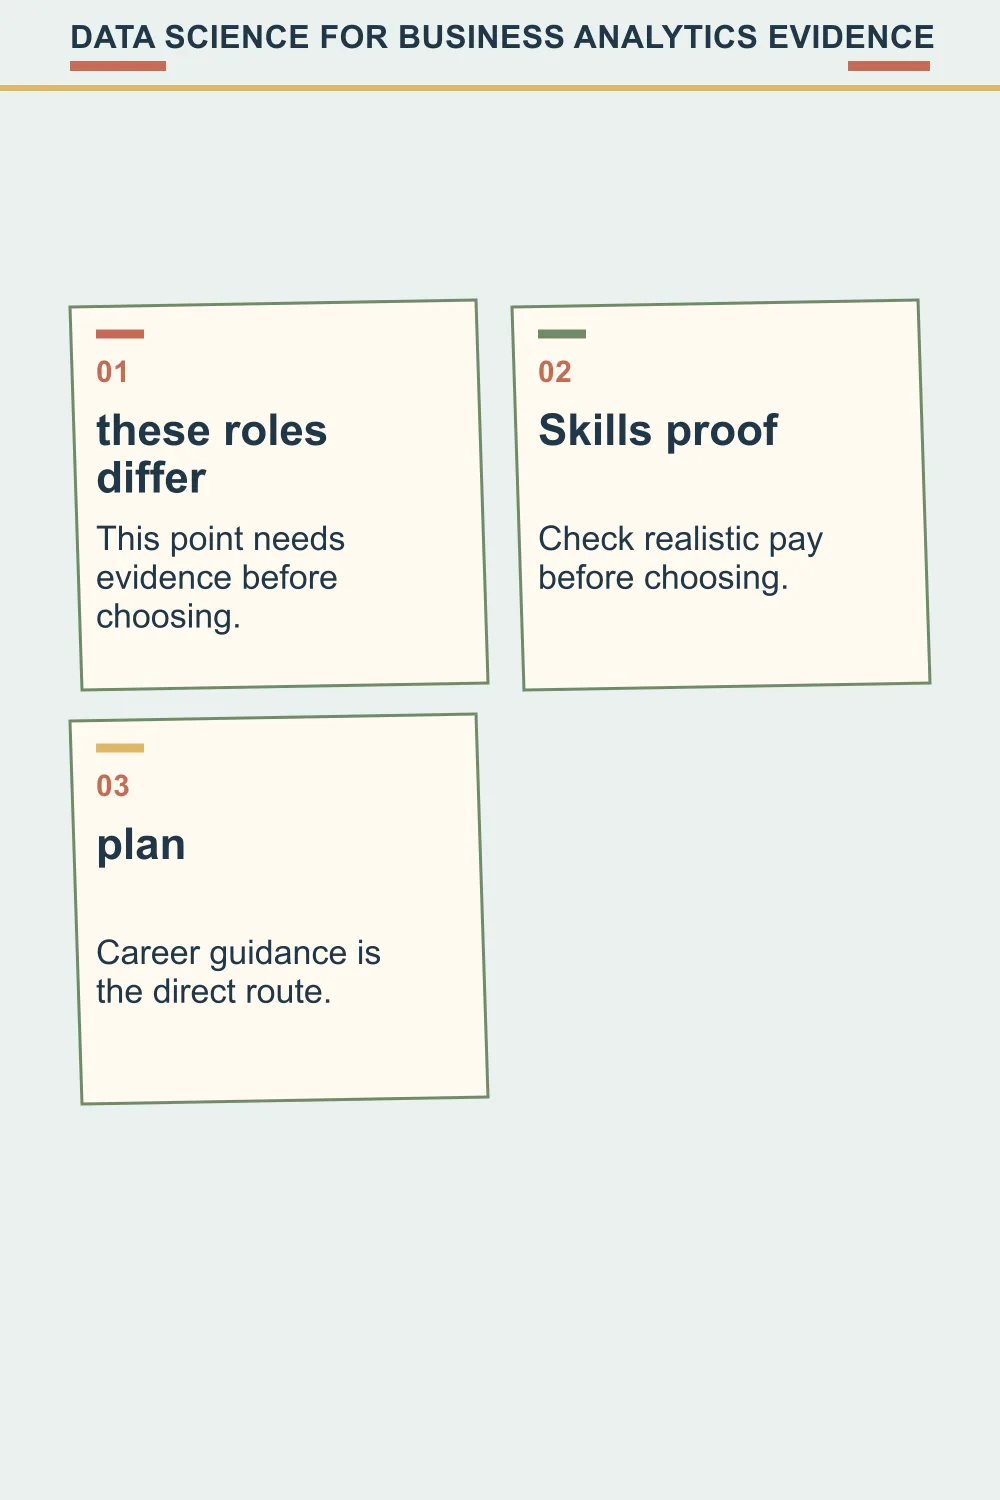 DATA SCIENCE FOR BUSINESS ANALYTICS EVIDENCE
01
these roles
differ
This point needs
evidence before
choosing.
02
Skills proof
Check realistic pay
before choosing.
03
plan
Career guidance is
the direct route.